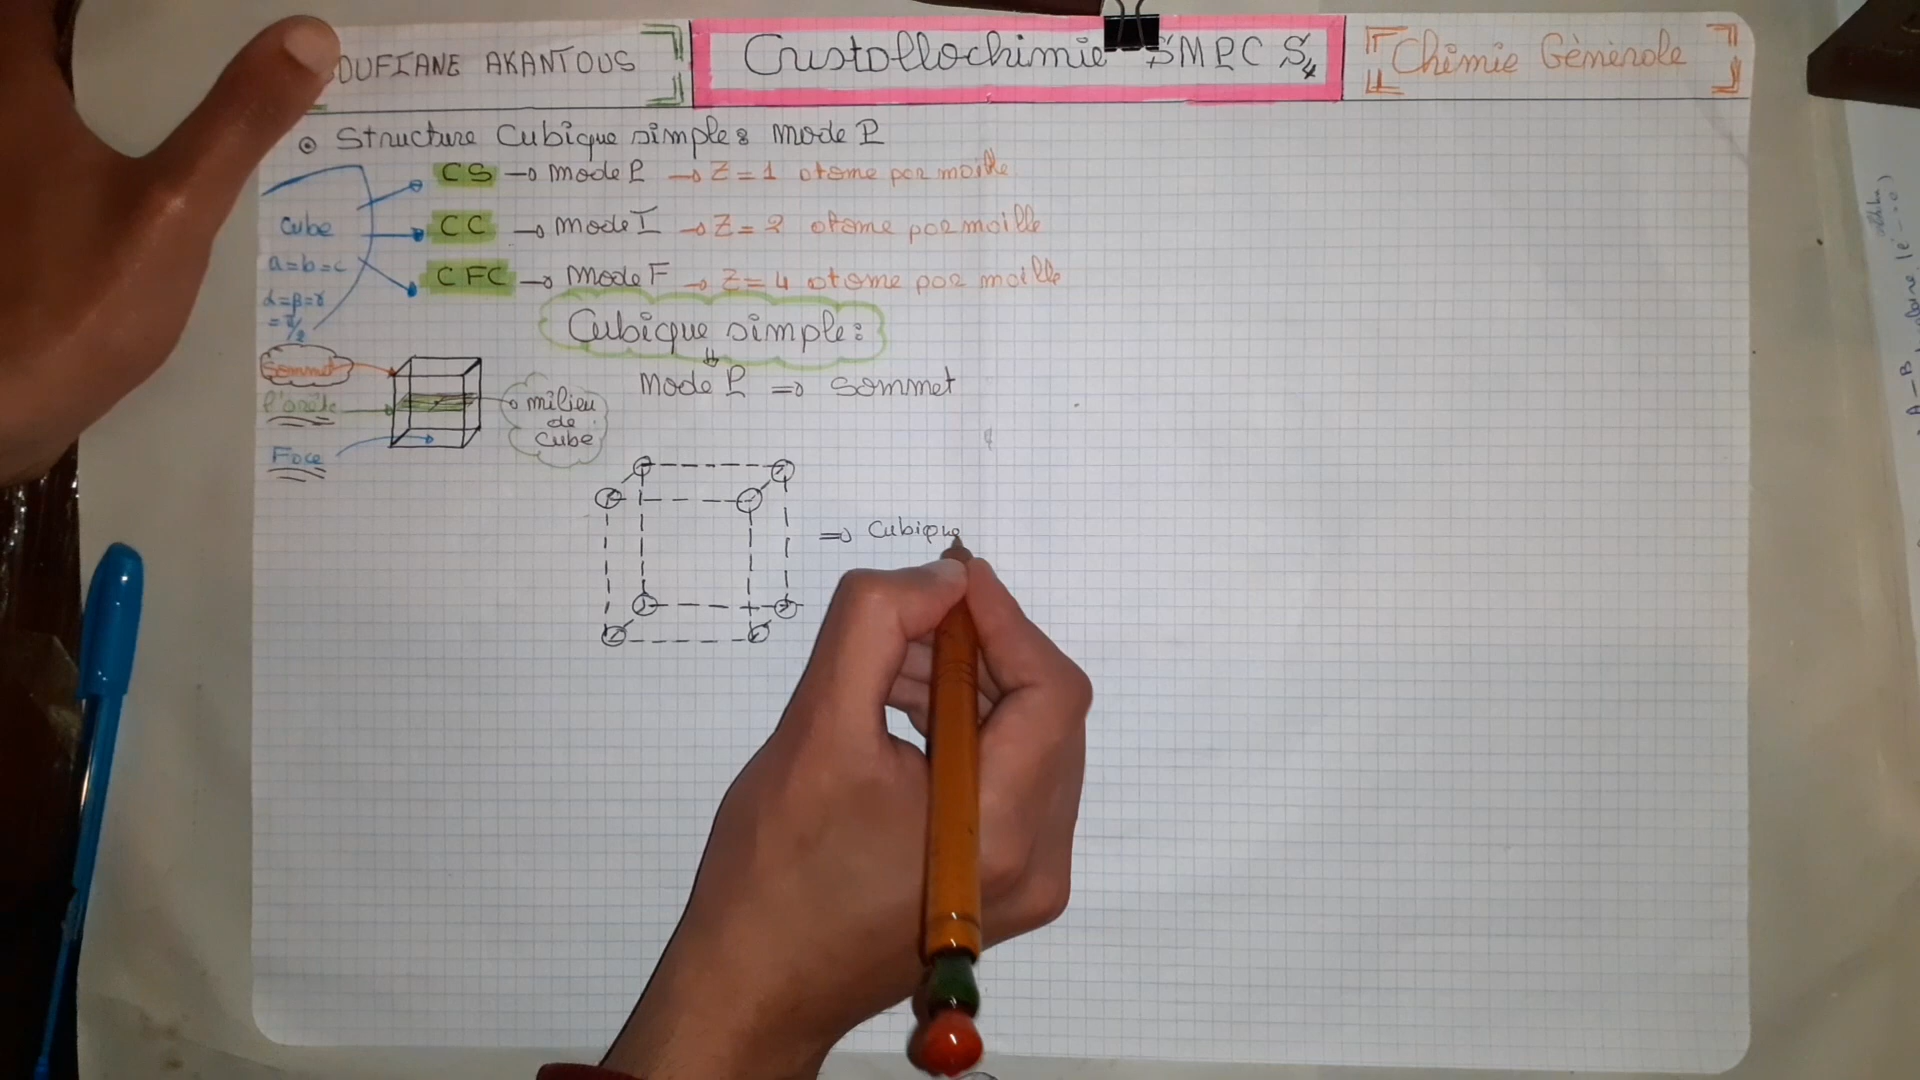 OUFIANE AKANTOUS
Cristallochimie SMPC S4
Chimie Générale
Structure Cubique simple: mode P
CS → mode P → Z = 1 atome par maille
CC → mode I → Z = 2 atome par maille
CFC → mode F → Z = 4 atome par maille
Cube
a=b=c
α=β=γ
=π/2
Cubique simple:
mode P ⇒ sommet
Sommet
l'arête
Face
milieu
de
cube
⇒ Cubique